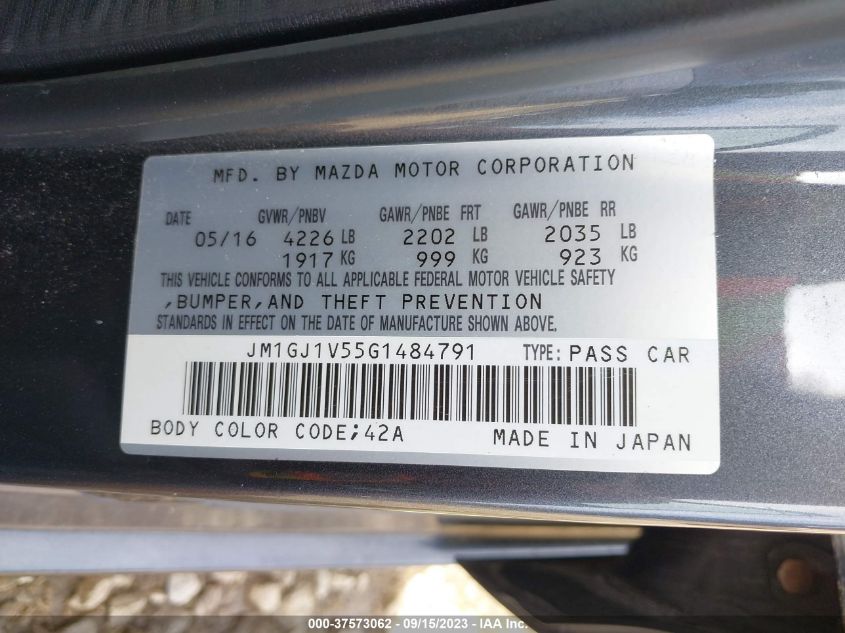 MFD. BY MAZDA MOTOR CORPORATION
DATE GVWR/PNBV GAWR/PNBE FRT GAWR/PNBE RR
05/16 4226 LB 2202 LB 2035 LB
1917 KG 999 KG 923 KG
THIS VEHICLE CONFORMS TO ALL APPLICABLE FEDERAL MOTOR VEHICLE SAFETY
,BUMPER,AND THEFT PREVENTION
STANDARDS IN EFFECT ON THE DATE OF MANUFACTURE SHOWN ABOVE.
JM1GJ1V55G1484791 TYPE: PASS CAR
BODY COLOR CODE;42A MADE IN JAPAN
000-37573062 - 09/15/2023 - IAA Inc.